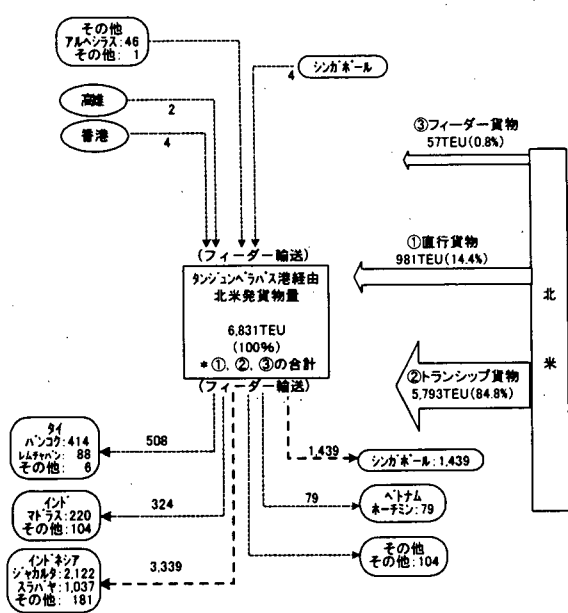 その他
アルヘシラス:46
その他: 1
シンガポール
4
高雄
2
香港
4
③フィーダー貨物
57TEU(0.8%)
(フィーダー輸送)
タンジュンペラパス港経由
北米発貨物量
6,831TEU
(100%)
*①,②,③の合計
(フィーダー輸送)
①直行貨物
981TEU(14.4%)
北
米
②トランシップ貨物
5,793TEU(84.8%)
タイ
バンコク:414
レムチャバン: 88
その他: 6
508
1,439
シンガポール:1,439
インド
マドラス:220
その他:104
324
79
ベトナム
ホーチミン:79
インドネシア
ジャカルタ:2,122
スラバヤ:1,037
その他: 181
3,339
その他
その他:104